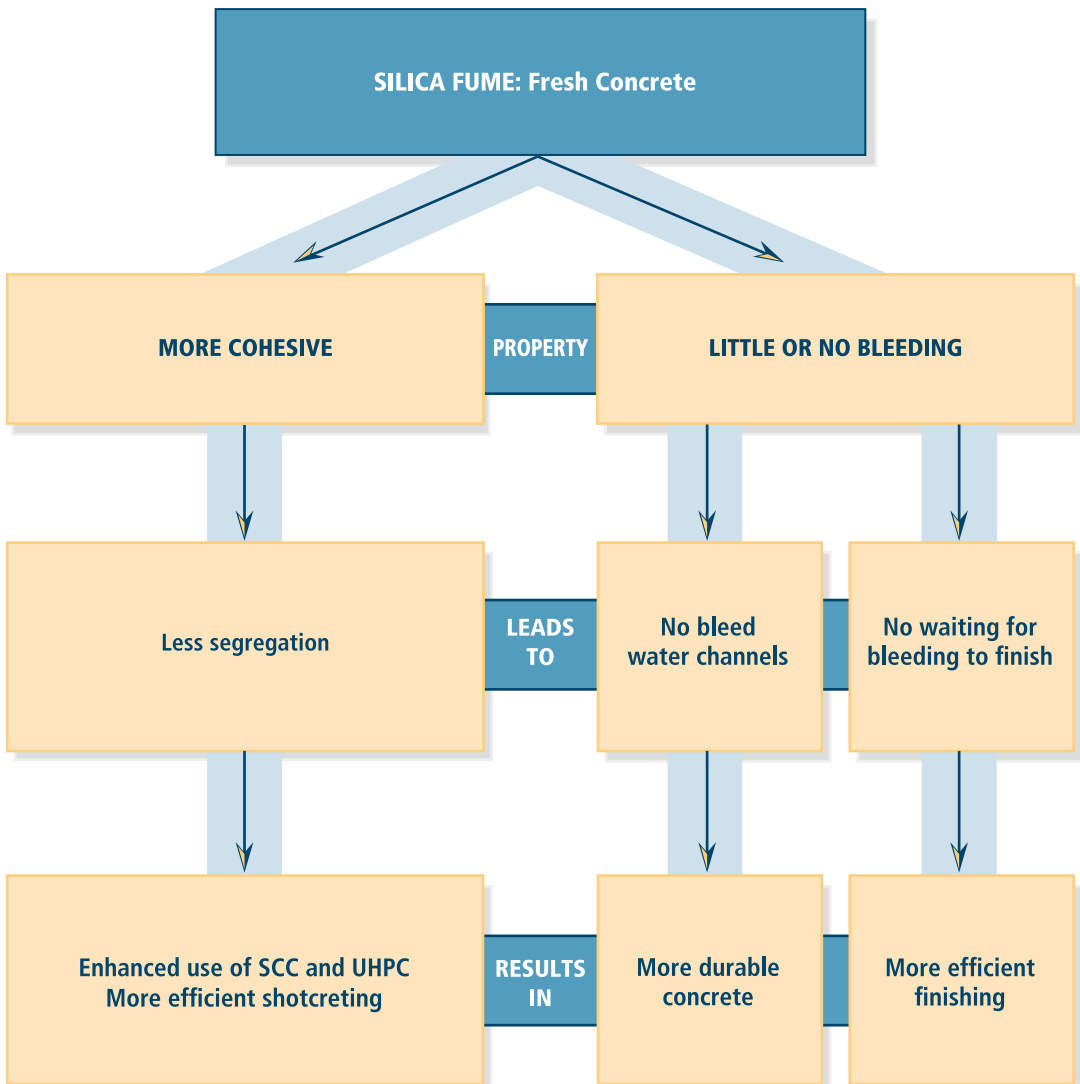 SILICA FUME: Fresh Concrete
MORE COHESIVE
PROPERTY
LITTLE OR NO BLEEDING
Less segregation
LEADS
TO
No bleed
water channels
No waiting for
bleeding to finish
Enhanced use of SCC and UHPC
More efficient shotcreting
RESULTS
IN
More durable
concrete
More efficient
finishing